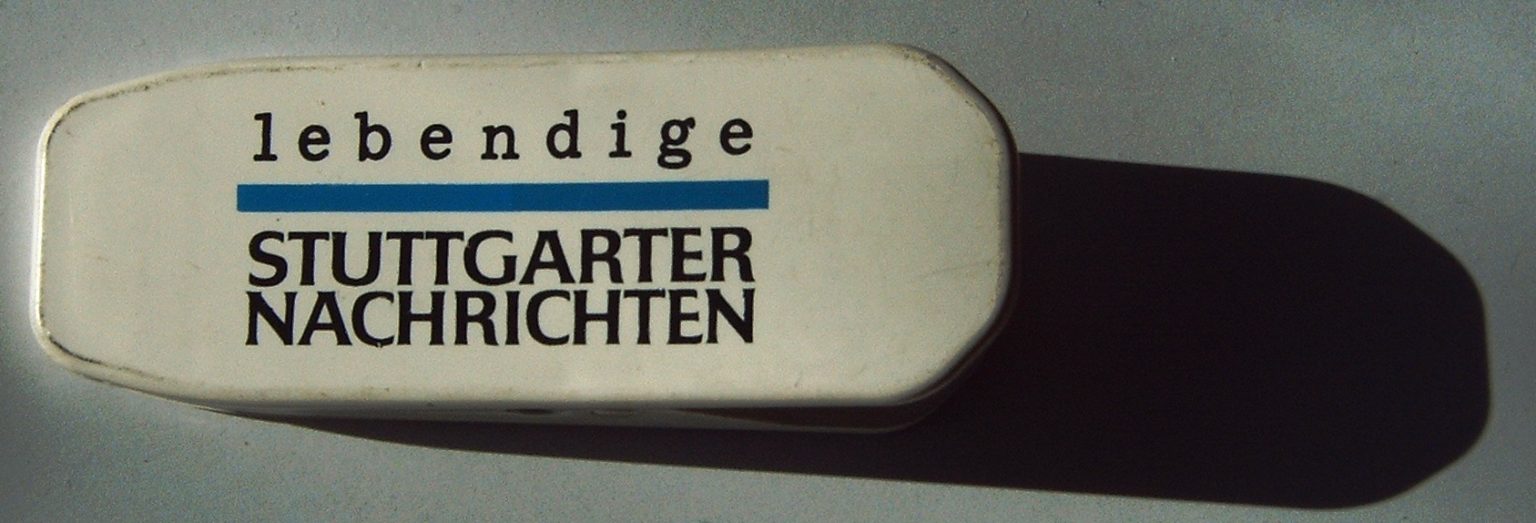 lebendige
STUTTGARTER
NACHRICHTEN